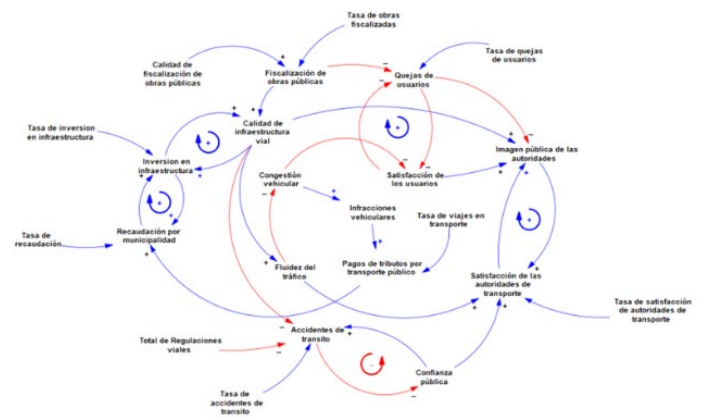 Tasa de obras
fiscalizadas
Calidad de
fiscalización de
obras públicas
Fiscalización de
obras públicas
Quejas de
usuarios
Tasa de quejas
de usuarios
Tasa de inversion
en infraestructura
Calidad de
infraestructura
vial
Inversion en
infraestructura
Imagen pública de las
autoridades
Congestión
vehicular
Satisfacción de
los usuarios
Infracciones
vehiculares
Tasa de viajes en
transporte
Tasa de
recaudación
Recaudación por
municipalidad
Fluidez del
tráfico
Pagos de tributos por
transporte público
Satisfacción de las
autoridades de
transporte
Tasa de satisfacción
de autoridades de
transporte
Total de Regulaciones
viales
Accidentes de
transito
Confianza
pública
Tasa de
accidentes de
transito